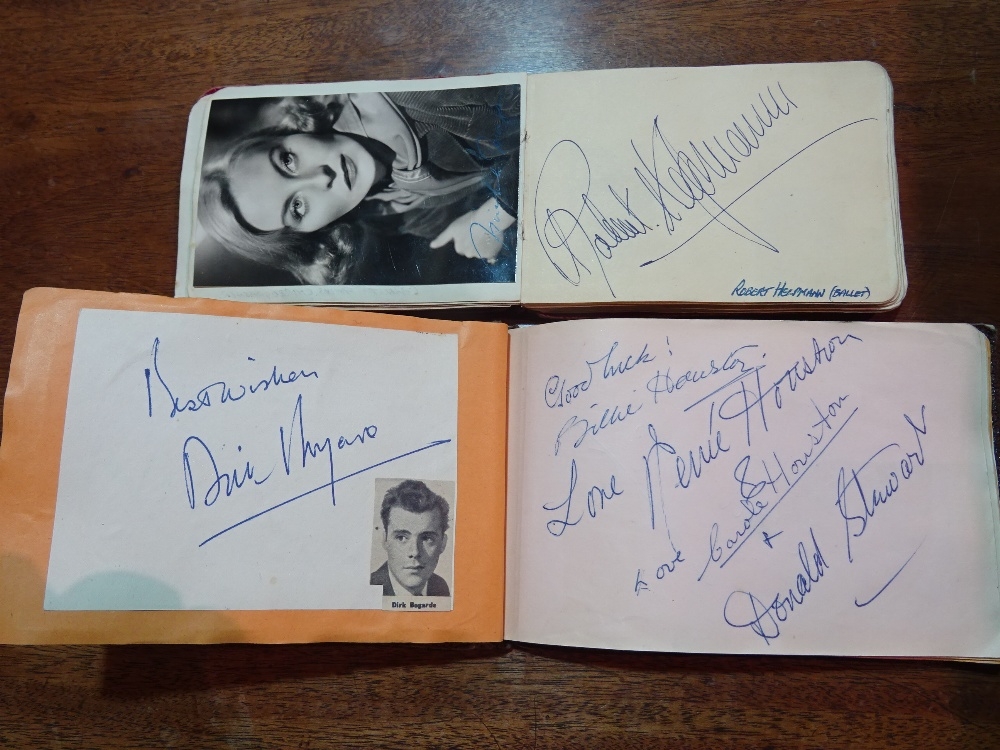 Robert Helpmann
ROBERT HELPMANN (BALLET)
Best wishes
Dirk Bogarde
Dirk Bogarde
Good luck!
Billie Houston.
Love Renée Houston
&
Love Carole Houston
+
Donald Stewart